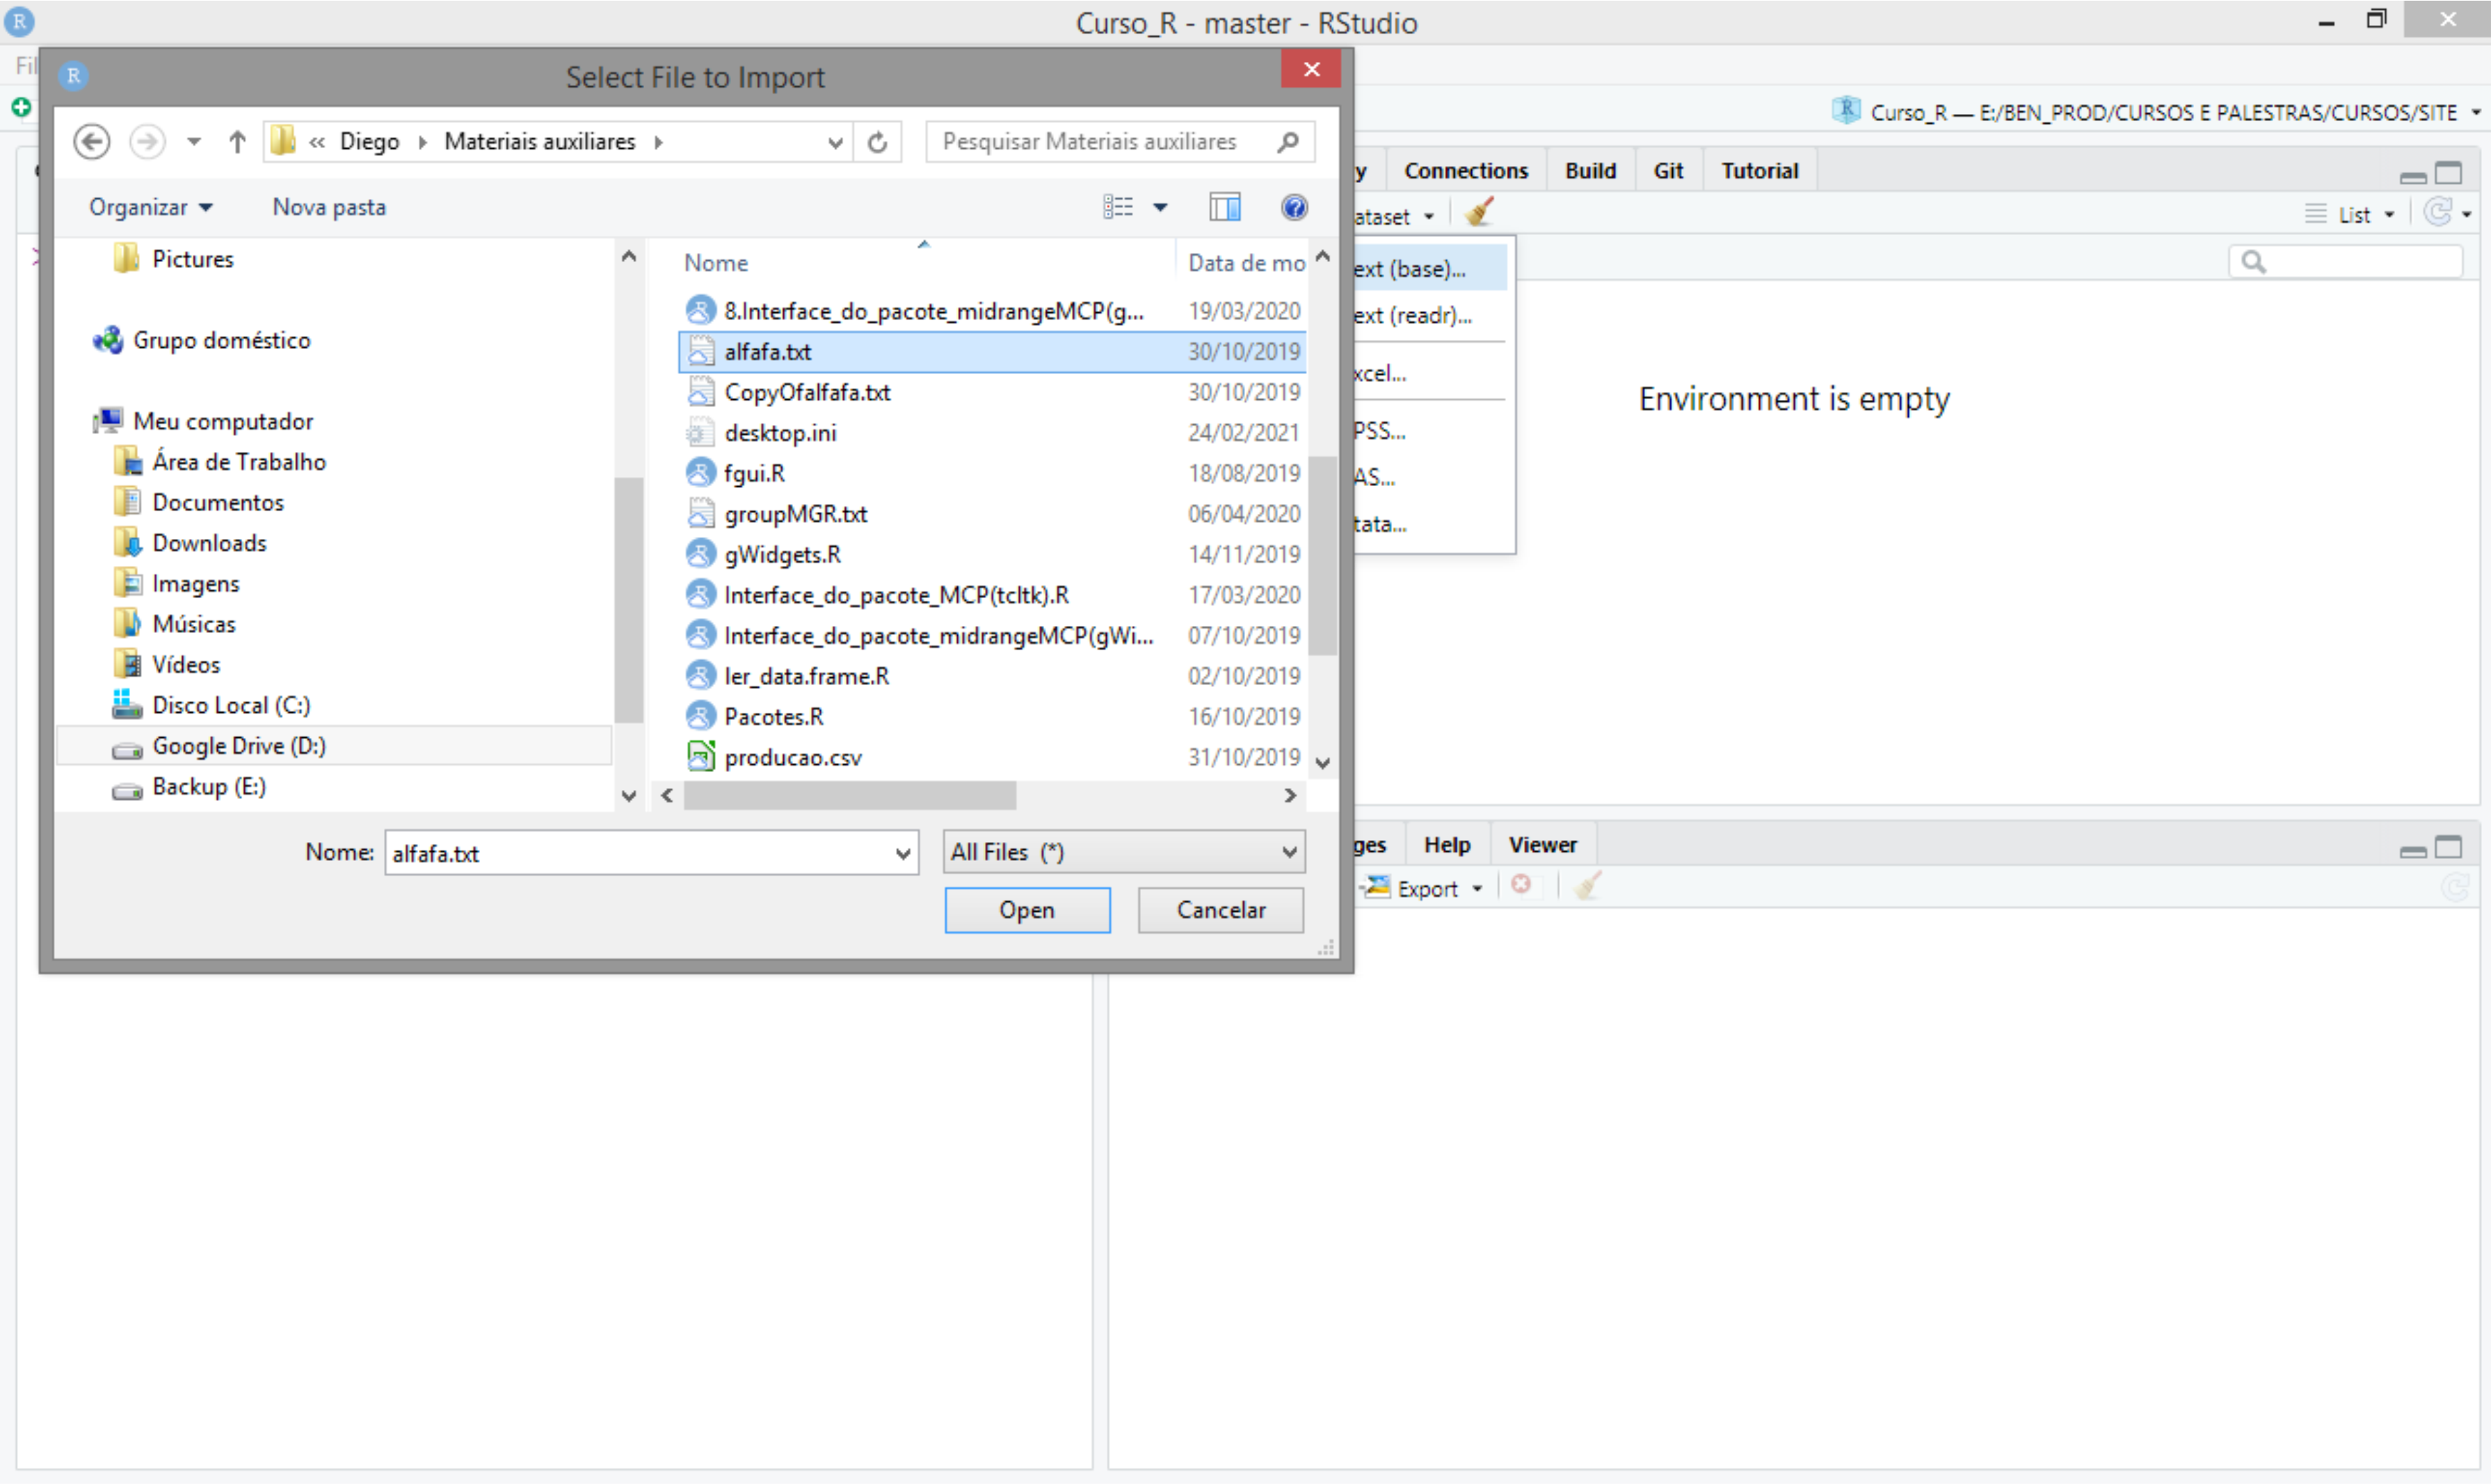 Curso_R - master - RStudio
Fil
Select File to Import
Curso_R — E:/BEN_PROD/CURSOS E PALESTRAS/CURSOS/SITE
« Diego Materiais auxiliares
Pesquisar Materiais auxiliares
y Connections Build Git Tutorial
Organizar Nova pasta
ataset List
Pictures
Grupo doméstico
Meu computador
Área de Trabalho
Documentos
Downloads
Imagens
Músicas
Vídeos
Disco Local (C:)
Google Drive (D:)
Backup (E:)
Nome Data de mo
8.Interface_do_pacote_midrangeMCP(g... 19/03/2020
alfafa.txt 30/10/2019
CopyOfalfafa.txt 30/10/2019
desktop.ini 24/02/2021
fgui.R 18/08/2019
groupMGR.txt 06/04/2020
gWidgets.R 14/11/2019
Interface_do_pacote_MCP(tcltk).R 17/03/2020
Interface_do_pacote_midrangeMCP(gWi... 07/10/2019
ler_data.frame.R 02/10/2019
Pacotes.R 16/10/2019
producao.csv 31/10/2019
ext (base)...
ext (readr)...
xcel...
PSS...
AS...
tata...
Environment is empty
Nome: alfafa.txt All Files (*)
Open Cancelar
ges Help Viewer
Export